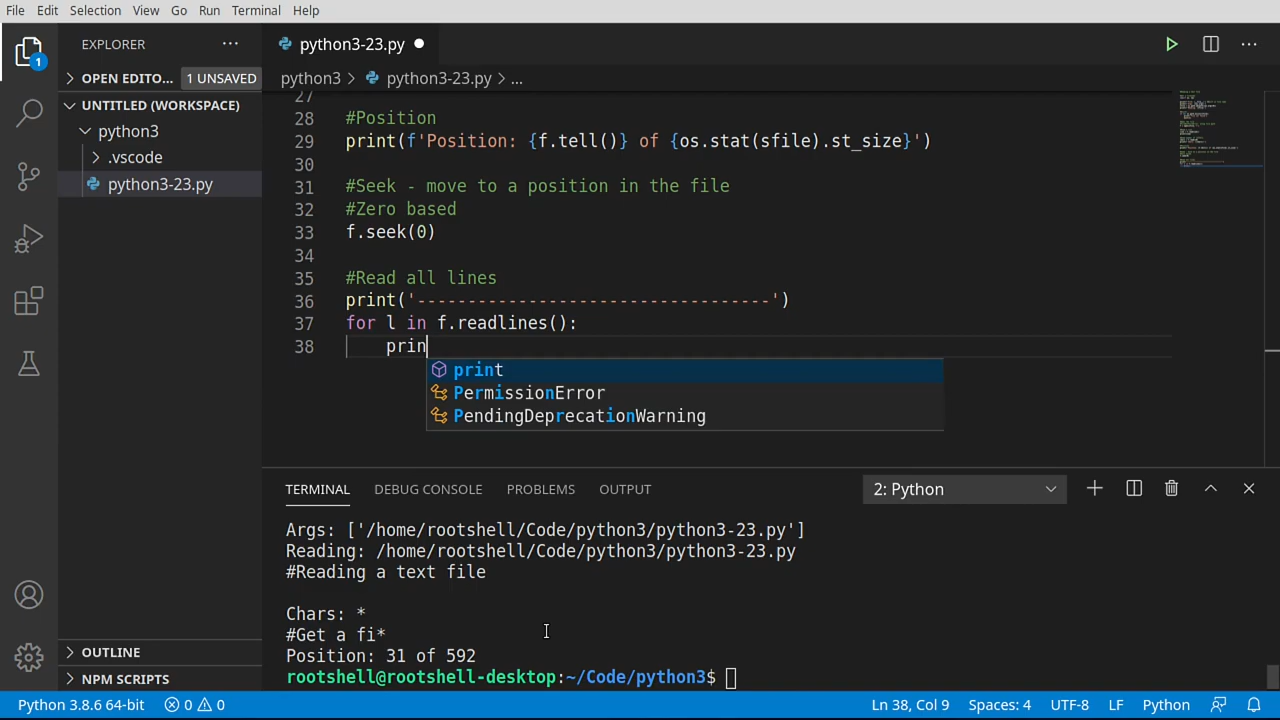 File Edit Selection View Go Run Terminal Help
EXPLORER
python3-23.py
OPEN EDITO... 1 UNSAVED
python3 > python3-23.py > ...
UNTITLED (WORKSPACE)
python3
.vscode
python3-23.py
27
28 #Position
29 print(f'Position: {f.tell()} of {os.stat(sfile).st_size}')
30
31 #Seek - move to a position in the file
32 #Zero based
33 f.seek(0)
34
35 #Read all lines
36 print('-----------------------------------')
37 for l in f.readlines():
38 prin
print
PermissionError
PendingDeprecationWarning
TERMINAL DEBUG CONSOLE PROBLEMS OUTPUT 2: Python
Args: ['/home/rootshell/Code/python3/python3-23.py']
Reading: /home/rootshell/Code/python3/python3-23.py
#Reading a text file
Chars: *
#Get a fi*
Position: 31 of 592
rootshell@rootshell-desktop:~/Code/python3$
OUTLINE
NPM SCRIPTS
1
Python 3.8.6 64-bit 0 0 Ln 38, Col 9 Spaces: 4 UTF-8 LF Python